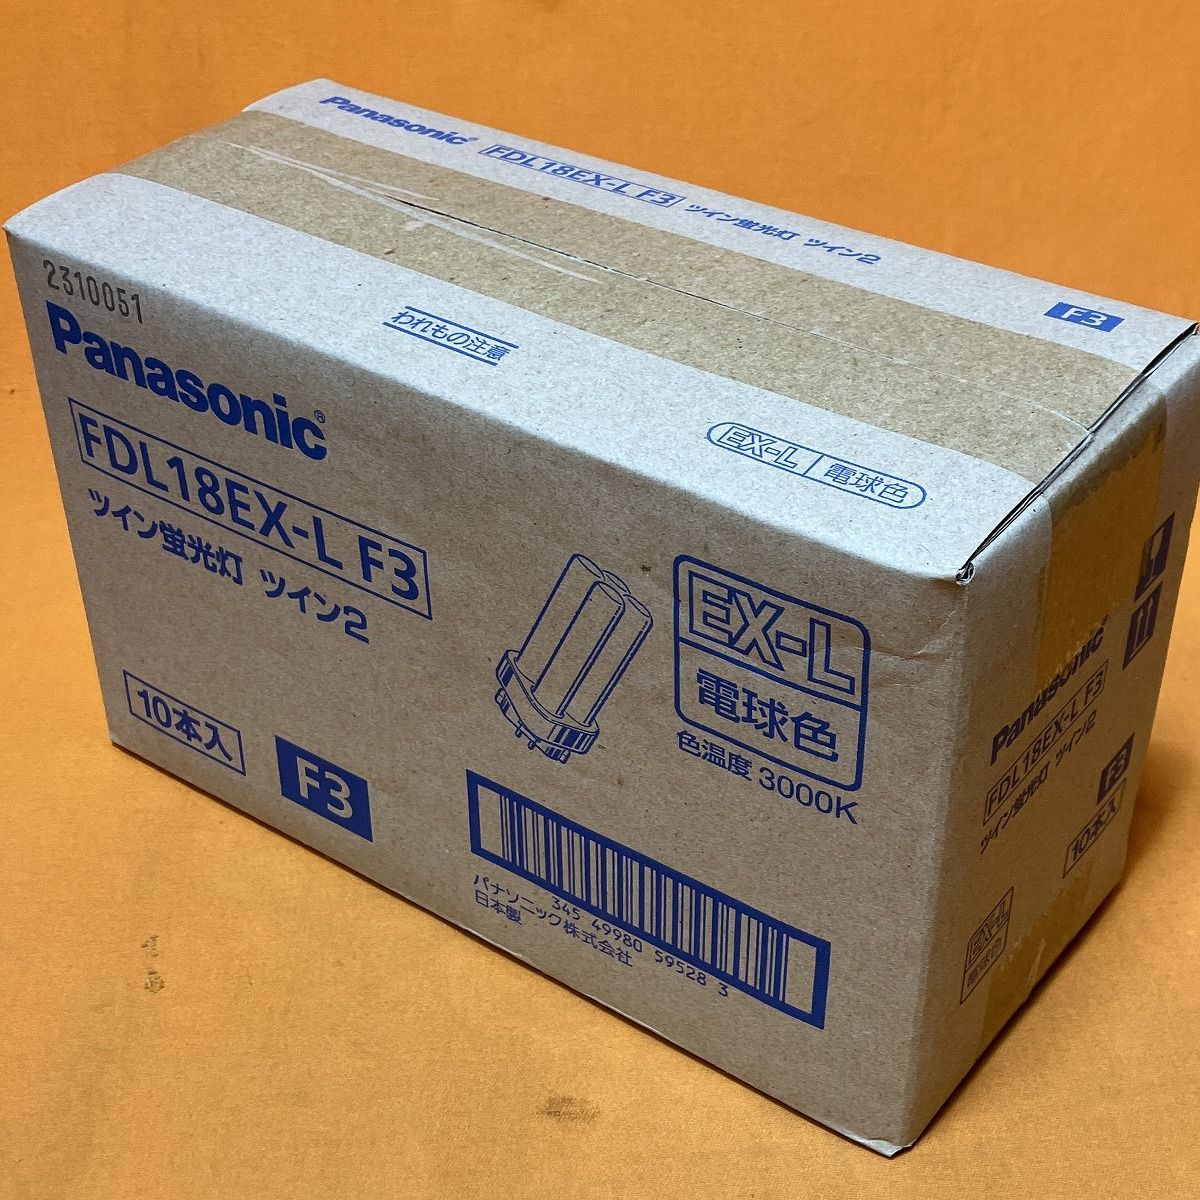 Panasonic®
FDL18EX-L F3 ツイン蛍光灯 ツイン2
F3
われもの注意
EX-L 電球色
2310051
Panasonic®
FDL18EX-L F3
ツイン蛍光灯 ツイン2
10本入
F3
EX-L
電球色
色温度 3000K
345 49980 59528 3
パナソニック株式会社
日本製
Panasonic®
FDL18EX-L F3
ツイン蛍光灯 ツイン2
F3
10本入
EX-L
電球色